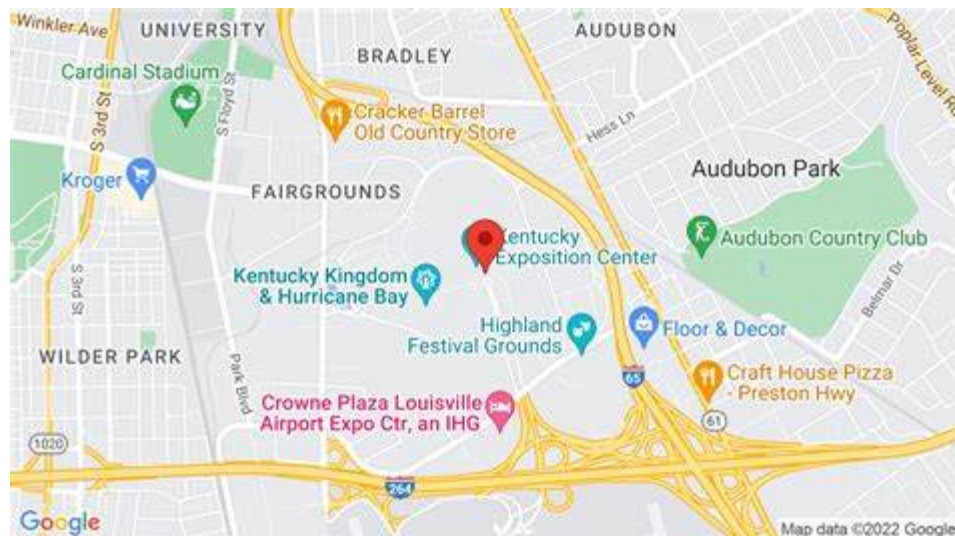 Winkler Ave
UNIVERSITY
AUDUBON
BRADLEY
Poplar Level Rd
Cardinal Stadium
S Floyd St
S 3rd St
Cracker Barrel
Old Country Store
Hess Ln
Kroger
FAIRGROUNDS
Audubon Park
Kentucky
Exposition Center
Audubon Country Club
Kentucky Kingdom
& Hurricane Bay
S 3rd St
Belmar Dr
Highland
Festival Grounds
Floor & Decor
WILDER PARK
Park Blvd
65
Craft House Pizza
- Preston Hwy
Crowne Plaza Louisville
Airport Expo Ctr, an IHG
61
1020
264
Google
Map data ©2022 Google